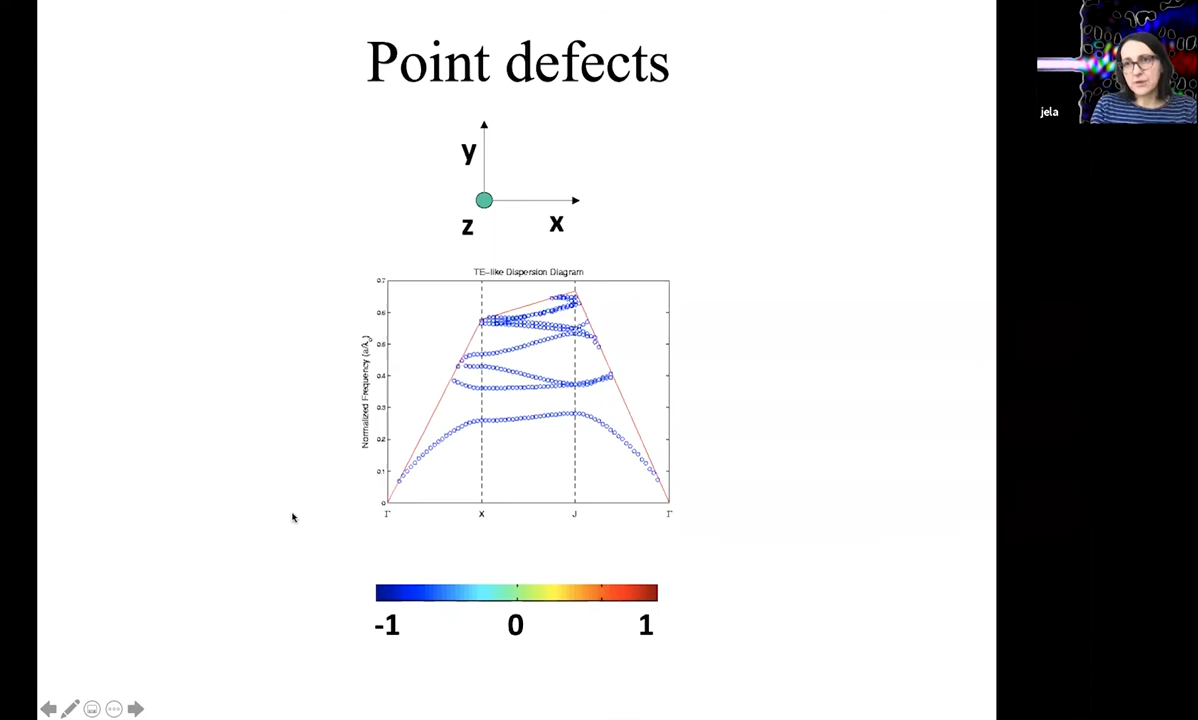 Point defects
y
z
x
TE-like Dispersion Diagram
Normalized Frequency (a/λ₀)
0.7
0.6
0.5
0.4
0.3
0.2
0.1
0
Γ X J Γ
-1 0 1
jela